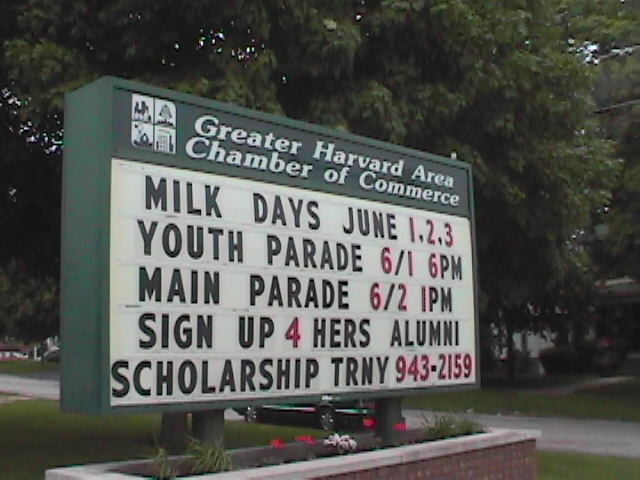 Greater Harvard Area
Chamber of Commerce
MILK DAYS JUNE 1,2,3
YOUTH PARADE 6/1 6PM
MAIN PARADE 6/2 1PM
SIGN UP 4 HERS ALUMNI
SCHOLARSHIP TRNY 943-2159